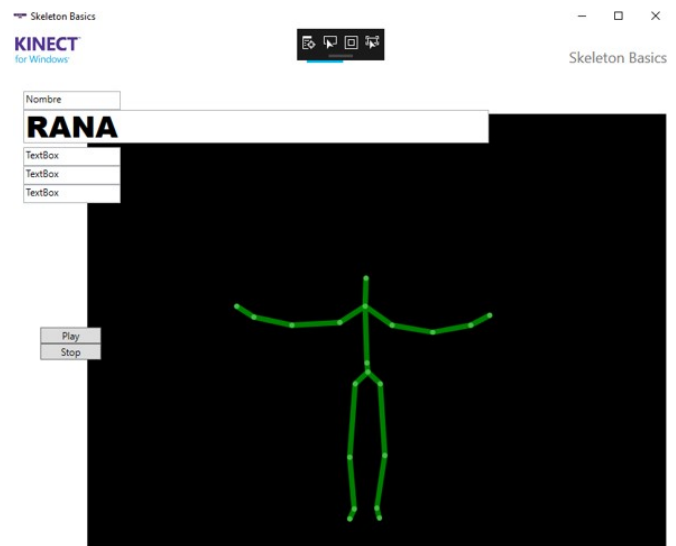 Skeleton Basics
KINECT
for Windows
Skeleton Basics
Nombre
RANA
TextBox
TextBox
TextBox
Play
Stop